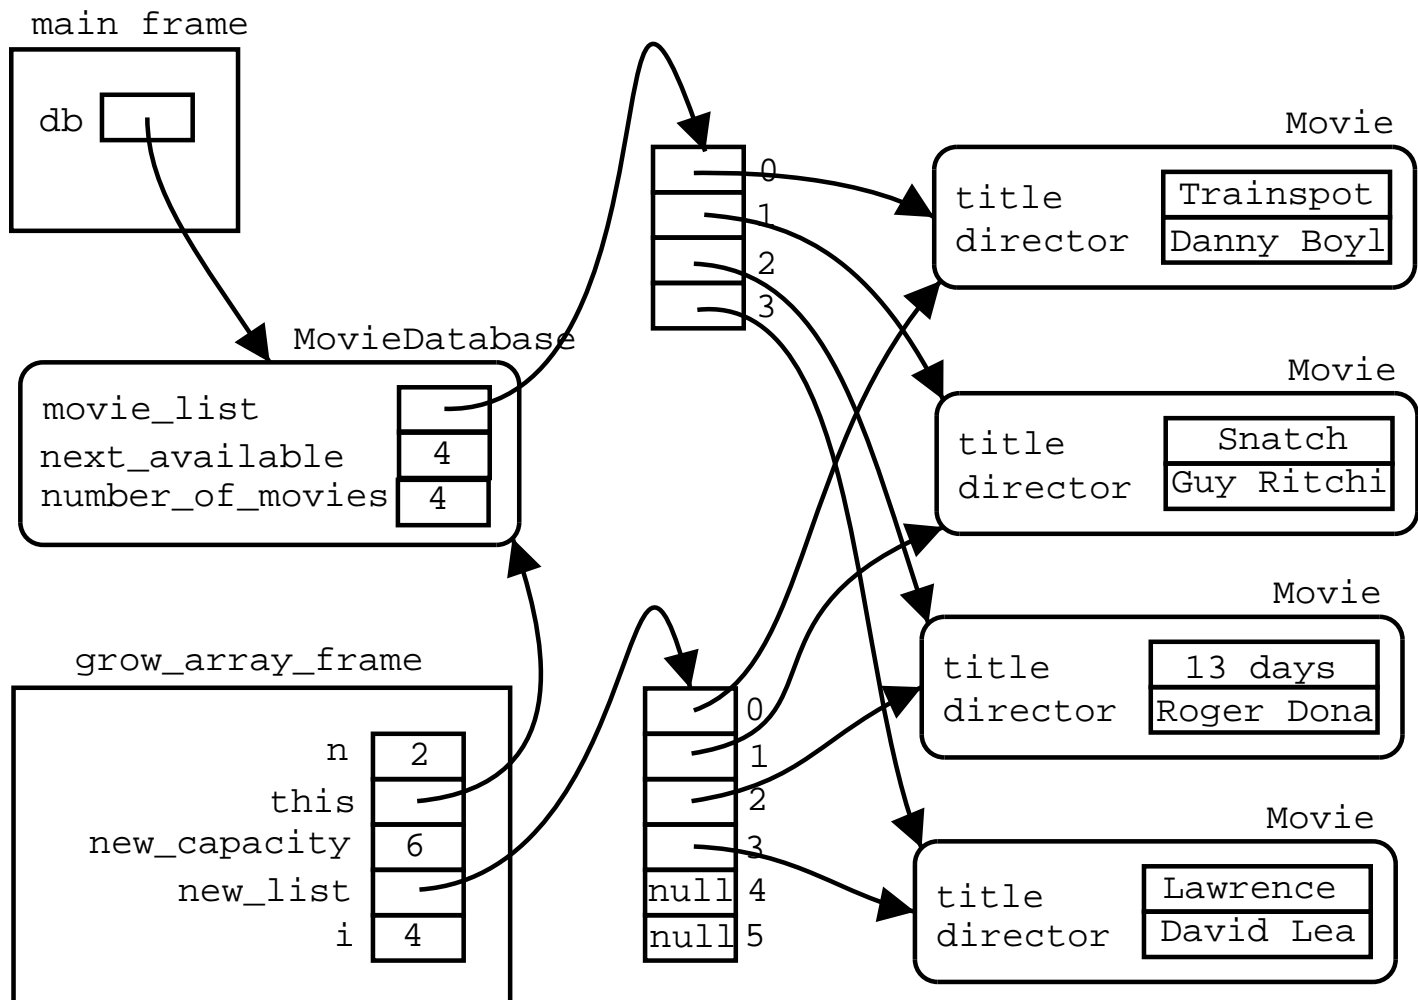 main frame
db
MovieDatabase
movie_list
next_available 4
number_of_movies 4
grow_array_frame
n 2
this
new_capacity 6
new_list
i 4
0
1
2
3
0
1
2
3
null 4
null 5
Movie
title Trainspot
director Danny Boyl
Movie
title Snatch
director Guy Ritchi
Movie
title 13 days
director Roger Dona
Movie
title Lawrence
director David Lea